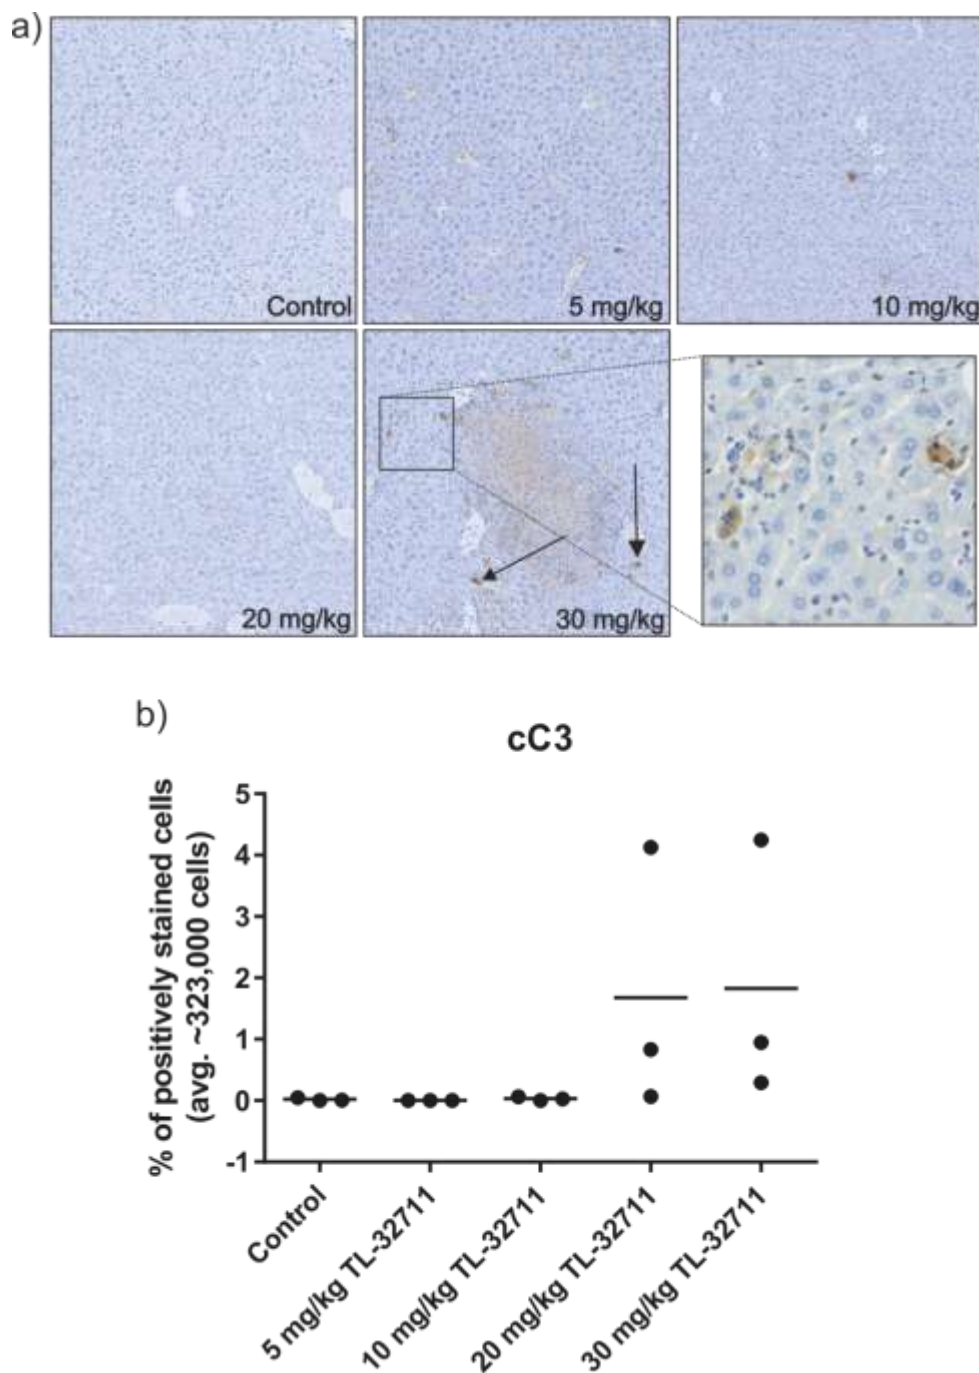 a)
Control
5 mg/kg
10 mg/kg
20 mg/kg
30 mg/kg
b)
cC3
% of positively stained cells
(avg. ~323,000 cells)
5
4
3
2
1
0
-1
Control
5 mg/kg TL-32711
10 mg/kg TL-32711
20 mg/kg TL-32711
30 mg/kg TL-32711